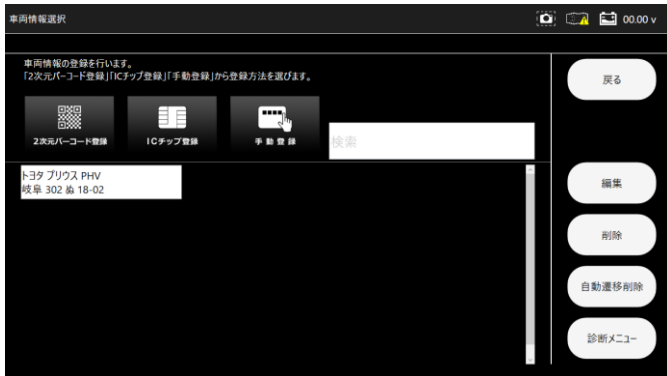 車両情報選択
00.00 v
車両情報の登録を行います。
「2次元バーコード登録」「ICチップ登録」「手動登録」から登録方法を選びます。
戻る
2次元バーコード登録
ICチップ登録
手動登録
検索
トヨタ プリウス PHV
岐阜 302 ぬ 18-02
編集
削除
自動遷移削除
診断メニュー